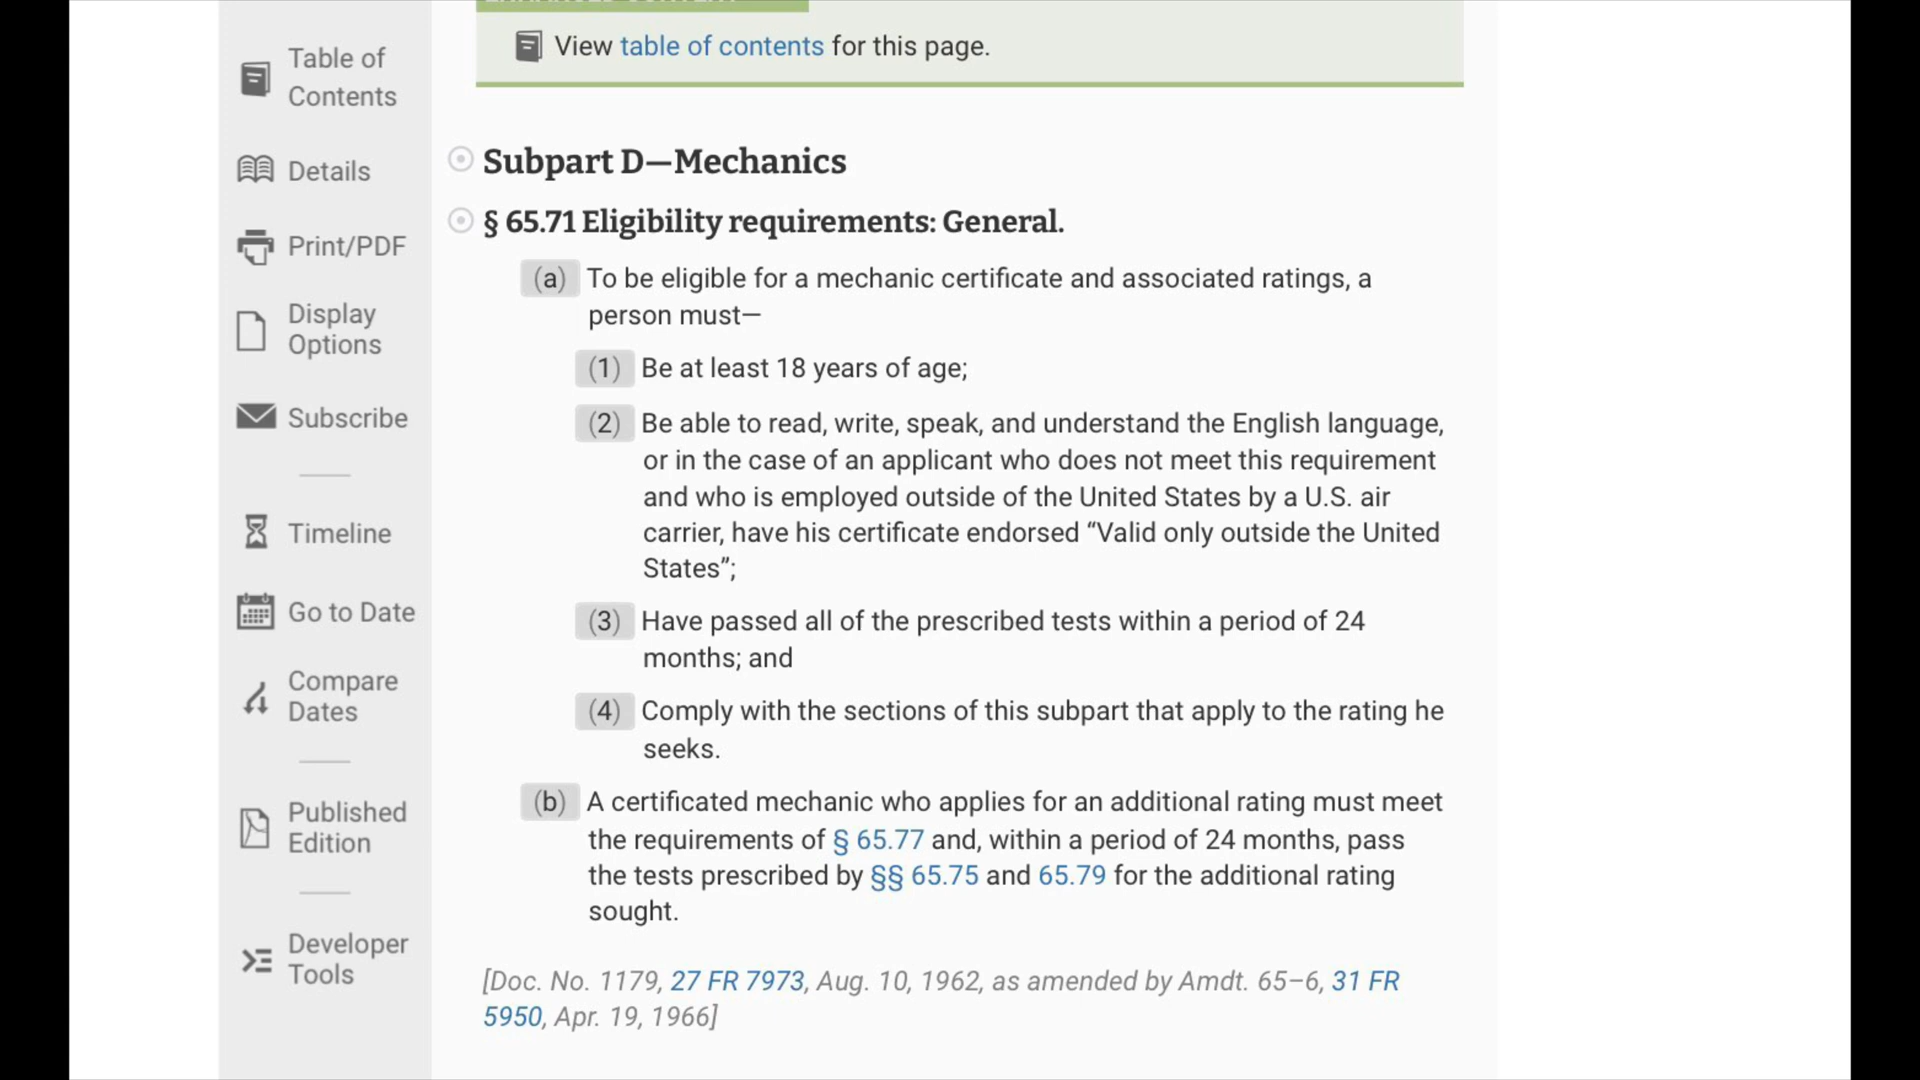 View table of contents for this page.
Table of
Contents
Details
Print/PDF
Display
Options
Subscribe
Timeline
Go to Date
Compare
Dates
Published
Edition
Developer
Tools
Subpart D—Mechanics
§ 65.71 Eligibility requirements: General.
(a) To be eligible for a mechanic certificate and associated ratings, a
person must—
(1) Be at least 18 years of age;
(2) Be able to read, write, speak, and understand the English language,
or in the case of an applicant who does not meet this requirement
and who is employed outside of the United States by a U.S. air
carrier, have his certificate endorsed “Valid only outside the United
States”;
(3) Have passed all of the prescribed tests within a period of 24
months; and
(4) Comply with the sections of this subpart that apply to the rating he
seeks.
(b) A certificated mechanic who applies for an additional rating must meet
the requirements of § 65.77 and, within a period of 24 months, pass
the tests prescribed by §§ 65.75 and 65.79 for the additional rating
sought.
[Doc. No. 1179, 27 FR 7973, Aug. 10, 1962, as amended by Amdt. 65–6, 31 FR
5950, Apr. 19, 1966]